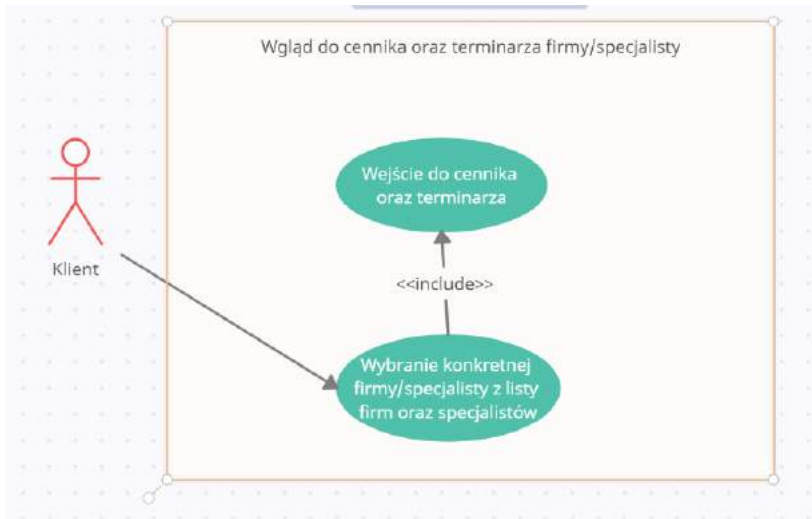 Wgląd do cennika oraz terminarza firmy/specjalisty
Wejście do cennika
oraz terminarza
Klient
<<include>>
Wybranie konkretnej
firmy/specjalisty z listy
firm oraz specjalistów